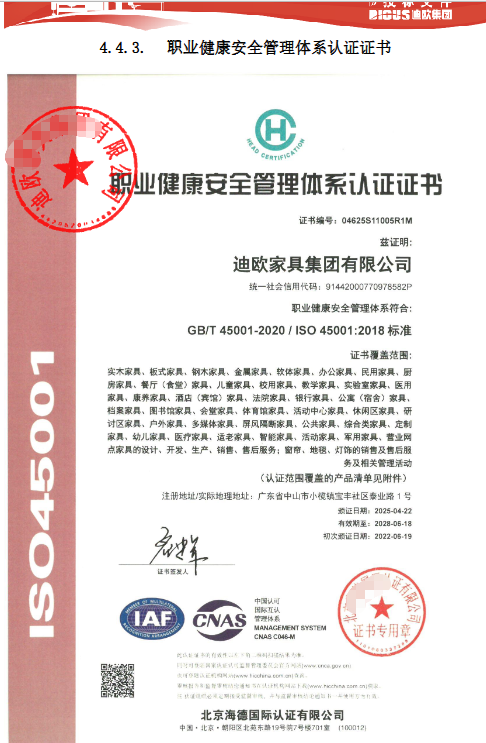 迪欧集团
4.4.3. 职业健康安全管理体系认证证书
HEAD CERTIFICATION
职业健康安全管理体系认证证书
证书编号：04625S11005R1M
兹证明:
迪欧家具集团有限公司
统一社会信用代码：91442000770978582P
职业健康安全管理体系符合:
GB/T 45001-2020 / ISO 45001:2018 标准
证书覆盖范围:
实木家具、板式家具、钢木家具、金属家具、软体家具、办公家具、民用家具、厨
房家具、餐厅（食堂）家具、儿童家具、校用家具、教学家具、实验室家具、医用
家具、康养家具、酒店（宾馆）家具、法院家具、银行家具、公寓（宿舍）家具、
档案家具、图书馆家具、会堂家具、体育馆家具、活动中心家具、休闲区家具、研
讨区家具、户外家具、多媒体家具、屏风隔断家具、公共家具、综合类家具、定制
家具、幼儿家具、医疗家具、适老家具、智能家具、活动家具、军用家具、营业网
点家具的设计、开发、生产、销售、售后服务；窗帘、地毯、灯饰的销售及售后服
务及相关管理活动
（认证范围覆盖的产品清单见附件）
注册地址/实际地理地址：广东省中山市小榄镇宝丰社区泰业路 1 号
颁证日期：2025-04-22
有效期至：2028-06-18
初次颁证日期：2022-06-19
证书签发人
ISO45001
IAF
CNAS
中国认可
国际互认
管理体系
MANAGEMENT SYSTEM
CNAS C046-M
证书专用章
北京海德国际认证有限公司
中国・北京・朝阳区北苑东路19号院7号楼 (100012)